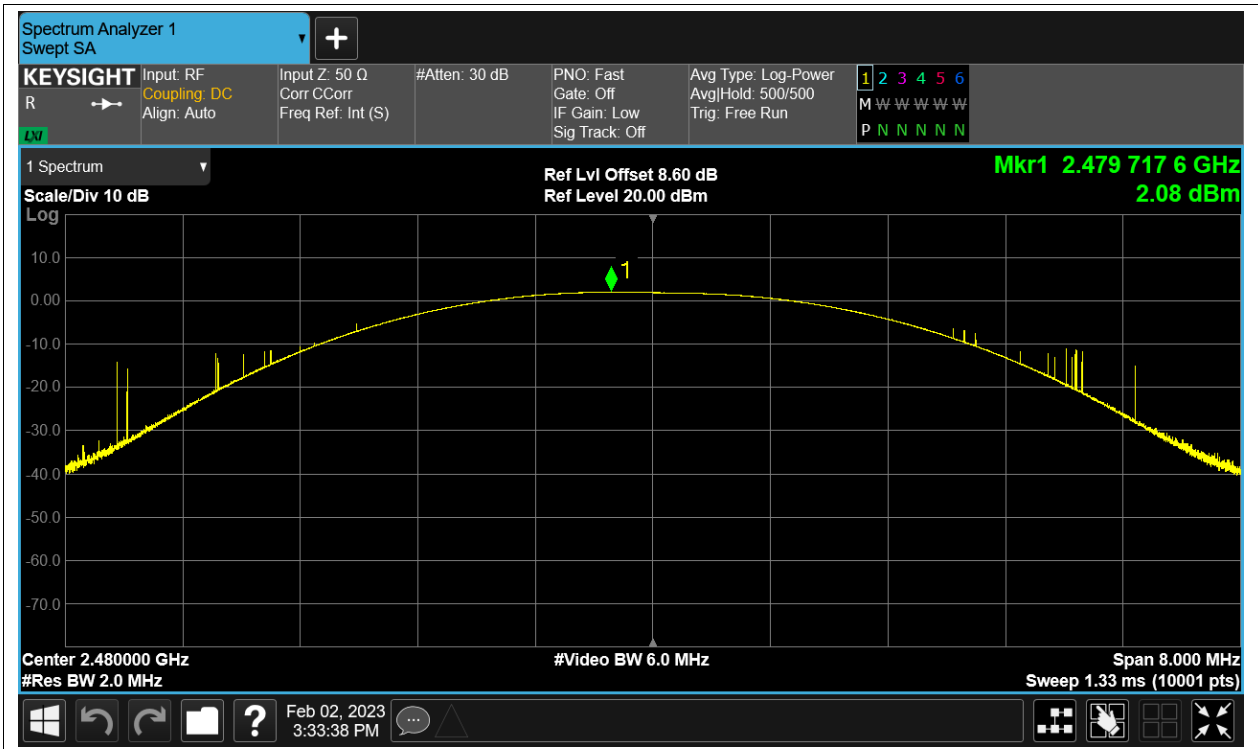 Spectrum Analyzer 1
Swept SA
▼
+
KEYSIGHT
R
LXI
Input: RF
Coupling: DC
Align: Auto
Input Z: 50 Ω
Corr CCorr
Freq Ref: Int (S)
#Atten: 30 dB
PNO: Fast
Gate: Off
IF Gain: Low
Sig Track: Off
Avg Type: Log-Power
Avg|Hold: 500/500
Trig: Free Run
1 2 3 4 5 6
M W W W W W
P N N N N N
1 Spectrum ▼
Scale/Div 10 dB
Log
Ref Lvl Offset 8.60 dB
Ref Level 20.00 dBm
Mkr1 2.479 717 6 GHz
2.08 dBm
1
10.0
0.00
-10.0
-20.0
-30.0
-40.0
-50.0
-60.0
-70.0
Center 2.480000 GHz
#Video BW 6.0 MHz
Span 8.000 MHz
#Res BW 2.0 MHz
Sweep 1.33 ms (10001 pts)
?
Feb 02, 2023
3:33:38 PM